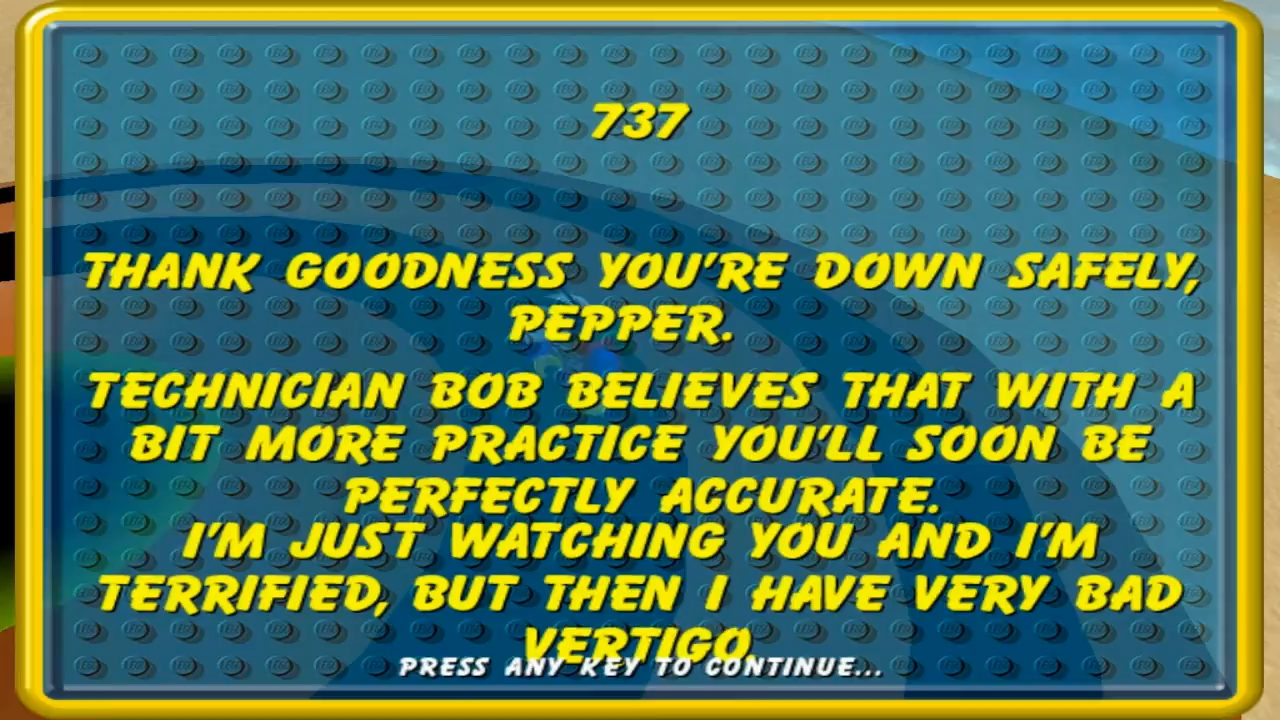 737
THANK GOODNESS YOU'RE DOWN SAFELY,
PEPPER.
TECHNICIAN BOB BELIEVES THAT WITH A
BIT MORE PRACTICE YOU'LL SOON BE
PERFECTLY ACCURATE.
I'M JUST WATCHING YOU AND I'M
TERRIFIED, BUT THEN I HAVE VERY BAD
VERTIGO.
PRESS ANY KEY TO CONTINUE...